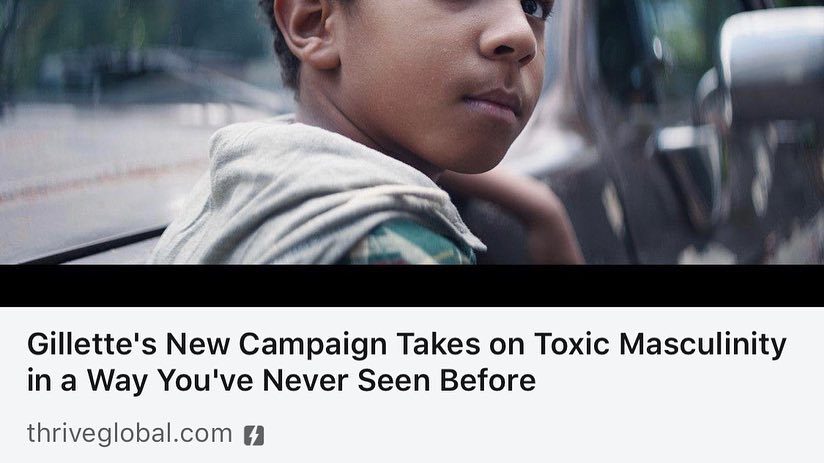 Gillette's New Campaign Takes on Toxic Masculinity
in a Way You've Never Seen Before
thriveglobal.com